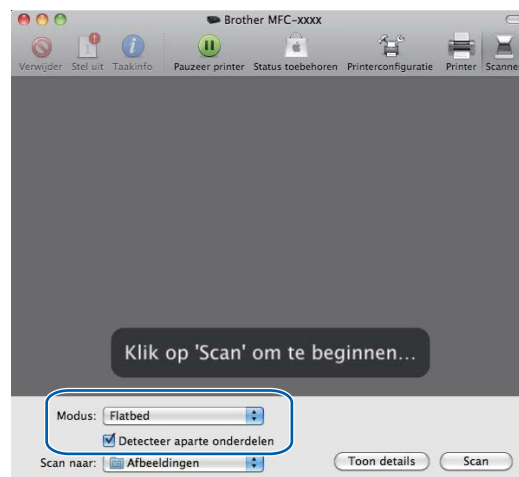 Brother MFC-xxxx
Verwijder Stel uit Taakinfo Pauzeer printer Status toebehoren Printerconfiguratie Printer Scanne
Klik op 'Scan' om te beginnen...
Modus: Flatbed
Detecteer aparte onderdelen
Scan naar: Afbeeldingen Toon details Scan